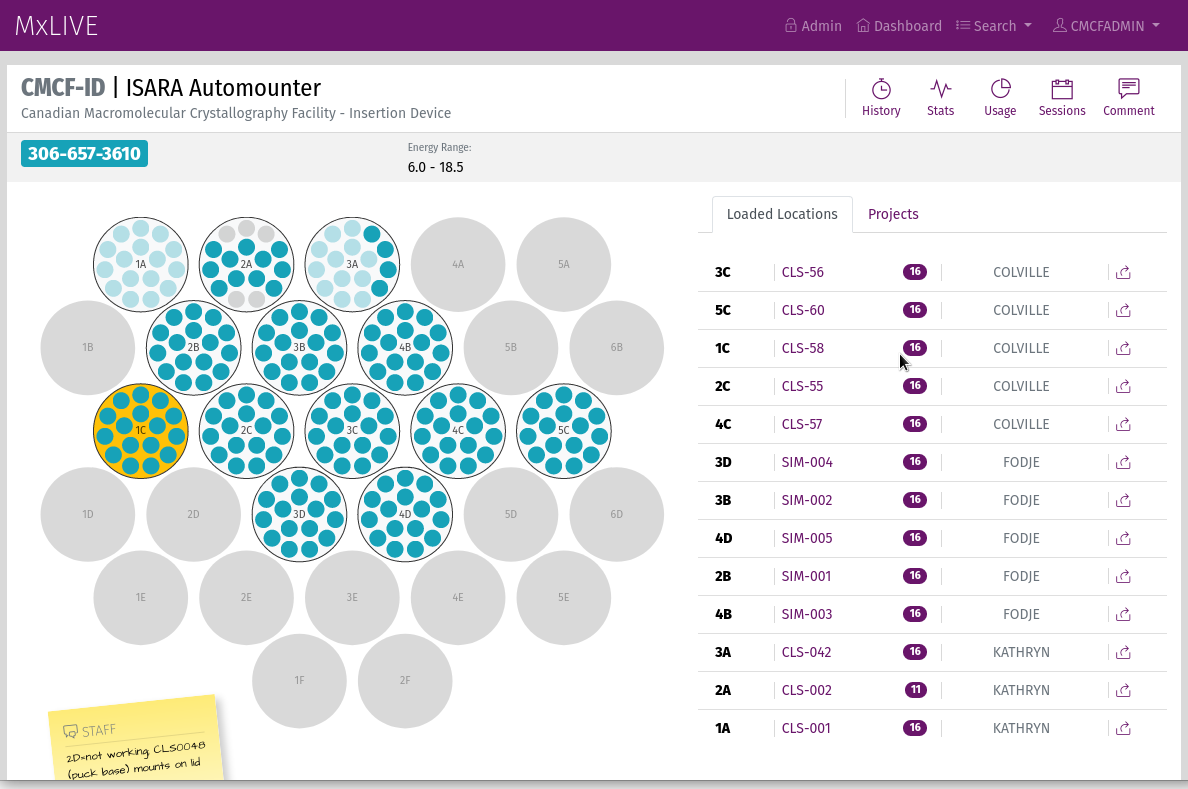 MxLIVE
Admin Dashboard Search CMCFADMIN
CMCF-ID | ISARA Automounter
Canadian Macromolecular Crystallography Facility - Insertion Device
History Stats Usage Sessions Comment
306-657-3610
Energy Range:
6.0 - 18.5
1A 2A 3A 4A 5A
1B 2B 3B 4B 5B 6B
1C 2C 3C 4C 5C
1D 2D 3D 4D 5D 6D
1E 2E 3E 4E 5E
1F 2F
STAFF
2D=not working; CLS0048
(puck base) mounts on lid
Loaded Locations Projects
3C CLS-56 16 COLVILLE
5C CLS-60 16 COLVILLE
1C CLS-58 16 COLVILLE
2C CLS-55 16 COLVILLE
4C CLS-57 16 COLVILLE
3D SIM-004 16 FODJE
3B SIM-002 16 FODJE
4D SIM-005 16 FODJE
2B SIM-001 16 FODJE
4B SIM-003 16 FODJE
3A CLS-042 16 KATHRYN
2A CLS-002 11 KATHRYN
1A CLS-001 16 KATHRYN